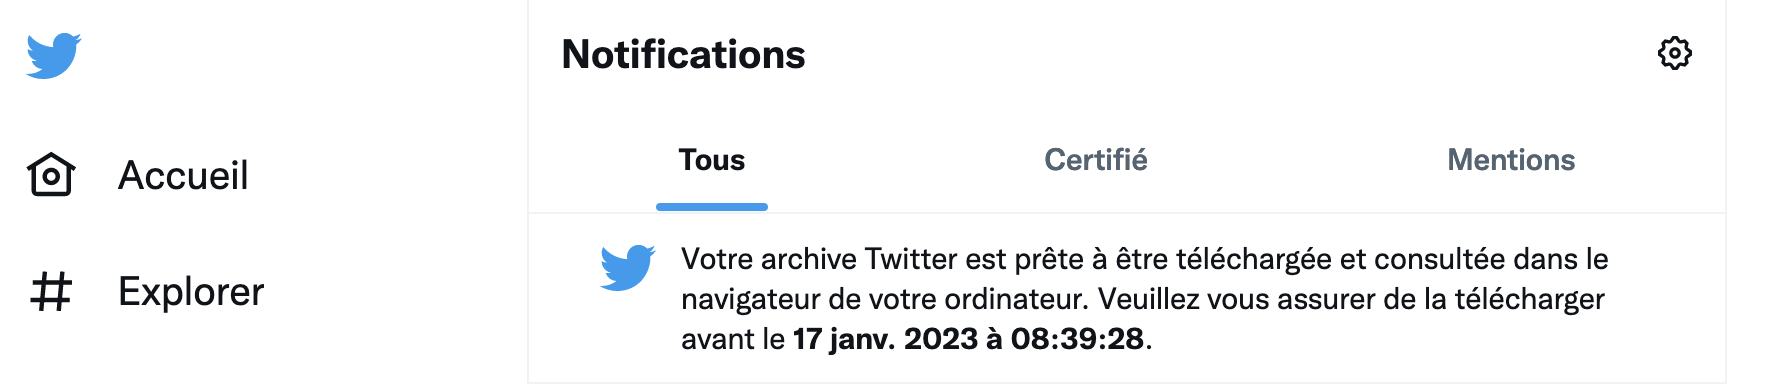 Notifications
Tous
Certifié
Mentions
Accueil
Explorer
Votre archive Twitter est prête à être téléchargée et consultée dans le
navigateur de votre ordinateur. Veuillez vous assurer de la télécharger
avant le 17 janv. 2023 à 08:39:28.